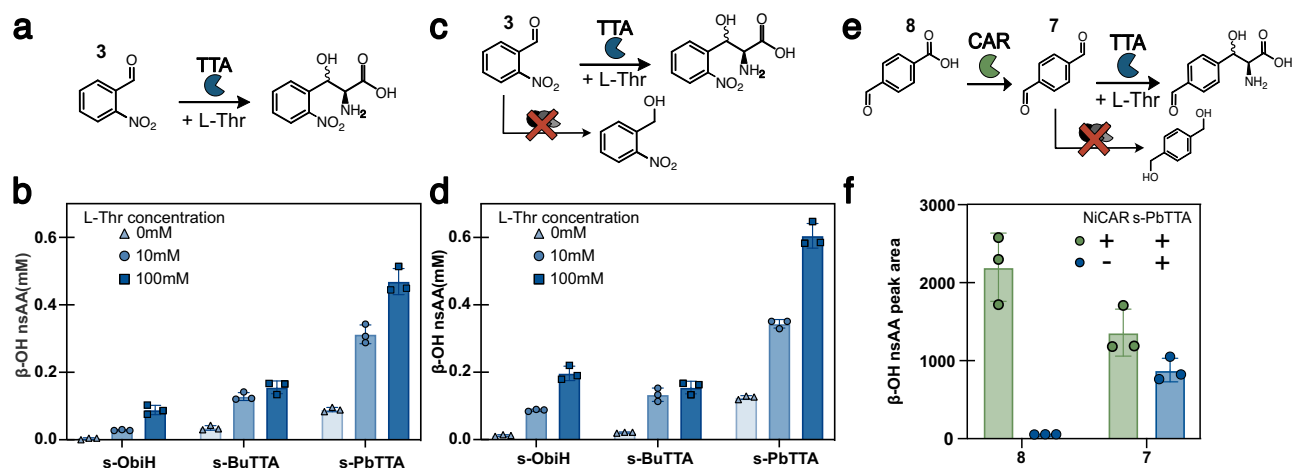 a
3
O
NO₂
TTA
+ L-Thr
OH
O
OH
NH₂
NO₂
b
L-Thr concentration
0mM
10mM
100mM
β-OH nsAA(mM)
0.6
0.4
0.2
0.0
s-ObiH
s-BuTTA
s-PbTTA
c
3
O
NO₂
TTA
+ L-Thr
OH
O
OH
NH₂
NO₂
OH
NO₂
d
L-Thr concentration
0mM
10mM
100mM
β-OH nsAA(mM)
0.6
0.4
0.2
0.0
s-ObiH
s-BuTTA
s-PbTTA
e
8
O
OH
O
CAR
7
O
O
TTA
+ L-Thr
OH
O
OH
NH₂
O
OH
HO
f
NiCAR s-PbTTA
+ +
- +
β-OH nsAA peak area
3000
2000
1000
0
8
7